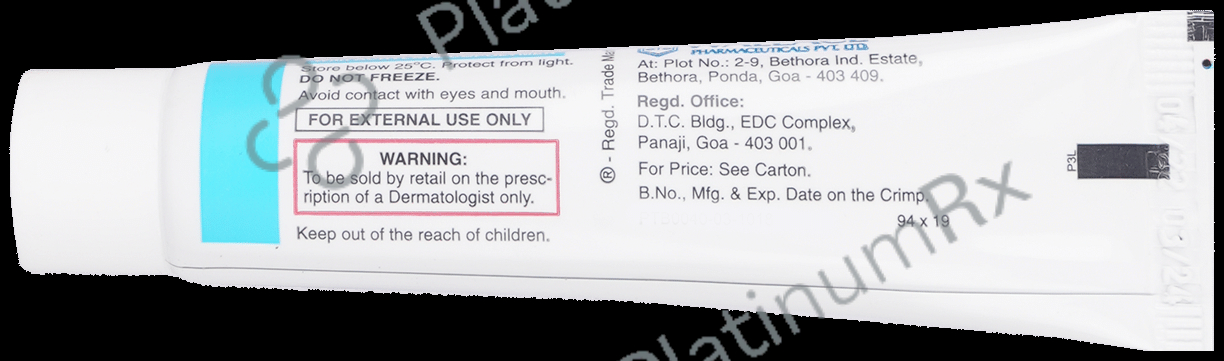 Store below 25°C. Protect from light.
DO NOT FREEZE.
Avoid contact with eyes and mouth.
FOR EXTERNAL USE ONLY
WARNING:
To be sold by retail on the presc-
ription of a Dermatologist only.
Keep out of the reach of children.
® - Regd. Trade
PHARMACEUTICALS PVT. LTD.
At: Plot No.: 2-9, Bethora Ind. Estate,
Bethora, Ponda, Goa - 403 409.
Regd. Office:
D.T.C. Bldg., EDC Complex,
Panaji, Goa - 403 001.
For Price: See Carton.
B.No., Mfg. & Exp. Date on the Crimp.
94 x 19
P3L
PlatinumRx